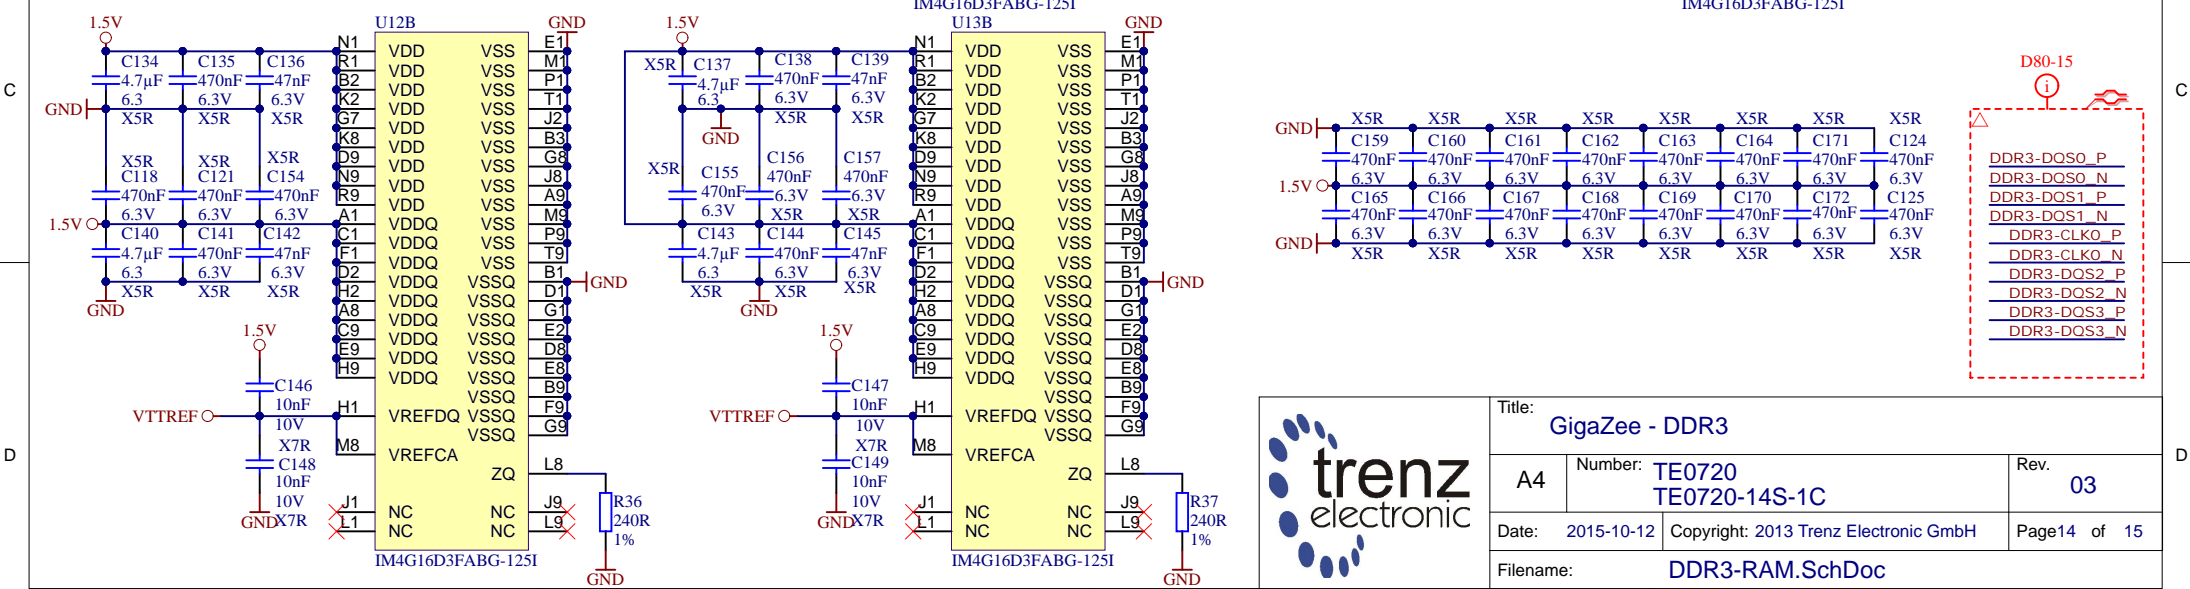 IM4G16D3FABG-125I
IM4G16D3FABG-125I
C
D
1.5V
U12B
GND
C134
4.7µF
6.3
X5R
C135
470nF
6.3V
X5R
C136
47nF
6.3V
X5R
GND
X5R
C118
470nF
6.3V
X5R
C121
470nF
6.3V
X5R
C154
470nF
6.3V
1.5V
C140
4.7µF
6.3
X5R
C141
470nF
6.3V
X5R
C142
47nF
6.3V
X5R
GND
1.5V
C146
10nF
10V
X7R
VTTREF
C148
10nF
10V
X7R
GND
N1 VDD VSS E1
R1 VDD VSS M1
B2 VDD VSS P1
K2 VDD VSS T1
G7 VDD VSS J2
K8 VDD VSS B3
D9 VDD VSS G8
N9 VDD VSS J8
R9 VDD VSS A9
A1 VDDQ VSS M9
C1 VDDQ VSS P9
F1 VDDQ VSS T9
D2 VDDQ VSSQ B1
GND
H2 VDDQ VSSQ D1
A8 VDDQ VSSQ G1
C9 VDDQ VSSQ E2
E9 VDDQ VSSQ D8
H9 VDDQ VSSQ E8
VSSQ B9
H1 VREFDQ VSSQ F9
VSSQ G9
M8 VREFCA
ZQ L8
J1 NC NC J9
L1 NC NC L9
R36
240R
1%
GND
IM4G16D3FABG-125I
1.5V
U13B
GND
X5R
C137
4.7µF
6.3
C138
470nF
6.3V
X5R
C139
47nF
6.3V
X5R
GND
X5R
C155
470nF
6.3V
C156
470nF
6.3V
X5R
C157
470nF
6.3V
X5R
C143
4.7µF
6.3
X5R
C144
470nF
6.3V
X5R
C145
47nF
6.3V
X5R
GND
1.5V
C147
10nF
10V
X7R
VTTREF
C149
10nF
10V
X7R
GND
N1 VDD VSS E1
R1 VDD VSS M1
B2 VDD VSS P1
K2 VDD VSS T1
G7 VDD VSS J2
K8 VDD VSS B3
D9 VDD VSS G8
N9 VDD VSS J8
R9 VDD VSS A9
A1 VDDQ VSS M9
C1 VDDQ VSS P9
F1 VDDQ VSS T9
D2 VDDQ VSSQ B1
GND
H2 VDDQ VSSQ D1
A8 VDDQ VSSQ G1
C9 VDDQ VSSQ E2
E9 VDDQ VSSQ D8
H9 VDDQ VSSQ E8
VSSQ B9
H1 VREFDQ VSSQ F9
VSSQ G9
M8 VREFCA
ZQ L8
J1 NC NC J9
L1 NC NC L9
R37
240R
1%
GND
IM4G16D3FABG-125I
X5R X5R X5R X5R X5R X5R X5R X5R
GND
C159 C160 C161 C162 C163 C164 C171 C124
470nF 470nF 470nF 470nF 470nF 470nF 470nF 470nF
6.3V 6.3V 6.3V 6.3V 6.3V 6.3V 6.3V 6.3V
1.5V
C165 C166 C167 C168 C169 C170 C172 C125
470nF 470nF 470nF 470nF 470nF 470nF 470nF 470nF
6.3V 6.3V 6.3V 6.3V 6.3V 6.3V 6.3V 6.3V
GND
X5R X5R X5R X5R X5R X5R X5R X5R
D80-15
i
DDR3-DQS0_P
DDR3-DQS0_N
DDR3-DQS1_P
DDR3-DQS1_N
DDR3-CLK0_P
DDR3-CLK0_N
DDR3-DQS2_P
DDR3-DQS2_N
DDR3-DQS3_P
DDR3-DQS3_N
C
D
trenz
electronic
Title:
GigaZee - DDR3
A4
Number: TE0720
TE0720-14S-1C
Rev.
03
Date: 2015-10-12
Copyright: 2013 Trenz Electronic GmbH
Page14 of 15
Filename: DDR3-RAM.SchDoc